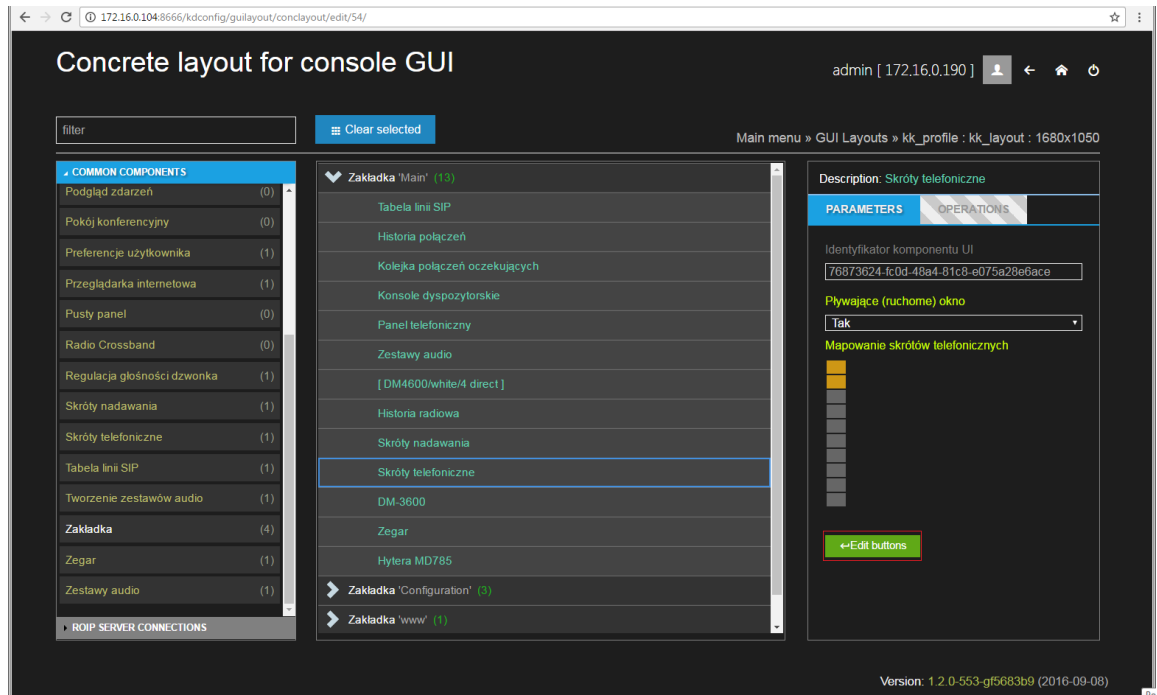 172.16.0.104:8666/kdconfig/guilayout/conclayout/edit/54/
Concrete layout for console GUI
admin [ 172.16.0.190 ]
filter
Clear selected
Main menu » GUI Layouts » kk_profile : kk_layout : 1680x1050
COMMON COMPONENTS
Podgląd zdarzeń (0)
Pokój konferencyjny (0)
Preferencje użytkownika (1)
Przeglądarka internetowa (1)
Pusty panel (0)
Radio Crossband (0)
Regulacja głośności dzwonka (1)
Skróty nadawania (1)
Skróty telefoniczne (1)
Tabela linii SIP (1)
Tworzenie zestawów audio (1)
Zakładka (4)
Zegar (1)
Zestawy audio (1)
ROIP SERVER CONNECTIONS
Zakładka 'Main' (13)
Tabela linii SIP
Historia połączeń
Kolejka połączeń oczekujących
Konsole dyspozytorskie
Panel telefoniczny
Zestawy audio
[ DM4600/white/4 direct ]
Historia radiowa
Skróty nadawania
Skróty telefoniczne
DM-3600
Zegar
Hytera MD785
Zakładka 'Configuration' (3)
Zakładka 'www' (1)
Description: Skróty telefoniczne
PARAMETERS OPERATIONS
Identyfikator komponentu UI
76873624-fc0d-48a4-81c8-e075a28e6ace
Pływające (ruchome) okno
Tak
Mapowanie skrótów telefonicznych
Edit buttons
Version: 1.2.0-553-gf5683b9 (2016-09-08)